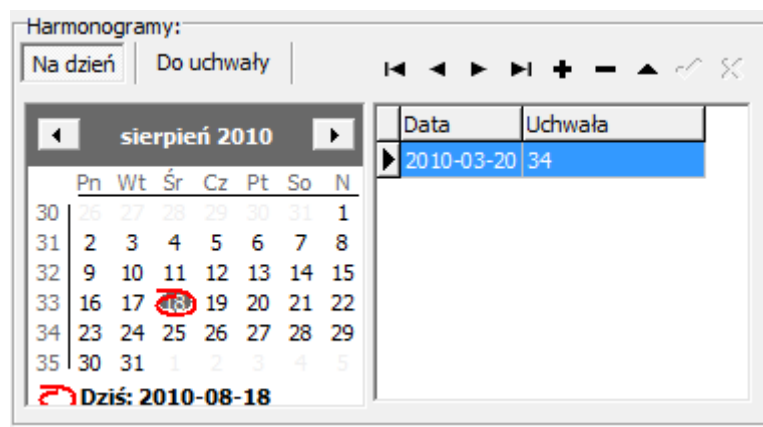 Harmonogramy:
Na dzień Do uchwały
sierpień 2010
Pn Wt Śr Cz Pt So N
30 26 27 28 29 30 31 1
31 2 3 4 5 6 7 8
32 9 10 11 12 13 14 15
33 16 17 18 19 20 21 22
34 23 24 25 26 27 28 29
35 30 31 1 2 3 4 5
Dziś: 2010-08-18
Data Uchwała
2010-03-20 34